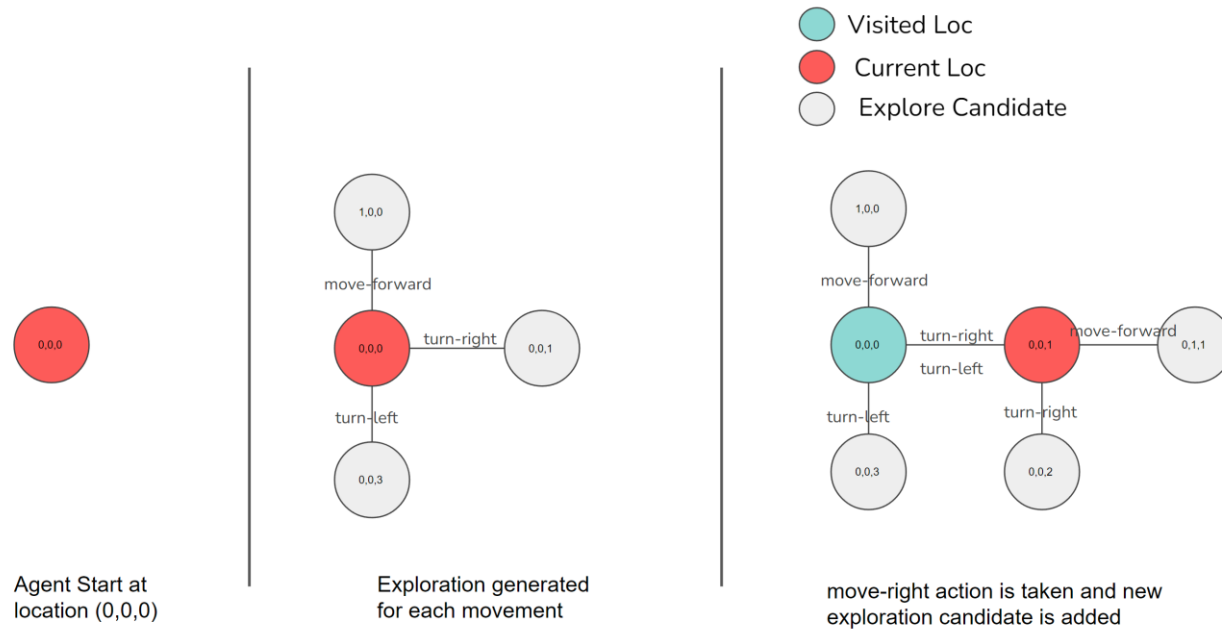 Visited Loc
Current Loc
Explore Candidate
0,0,0
Agent Start at
location (0,0,0)
1,0,0
move-forward
0,0,0
turn-right
0,0,1
turn-left
0,0,3
Exploration generated
for each movement
1,0,0
move-forward
0,0,0
turn-right
turn-left
0,0,1
move-forward
0,1,1
turn-left
turn-right
0,0,3
0,0,2
move-right action is taken and new
exploration candidate is added